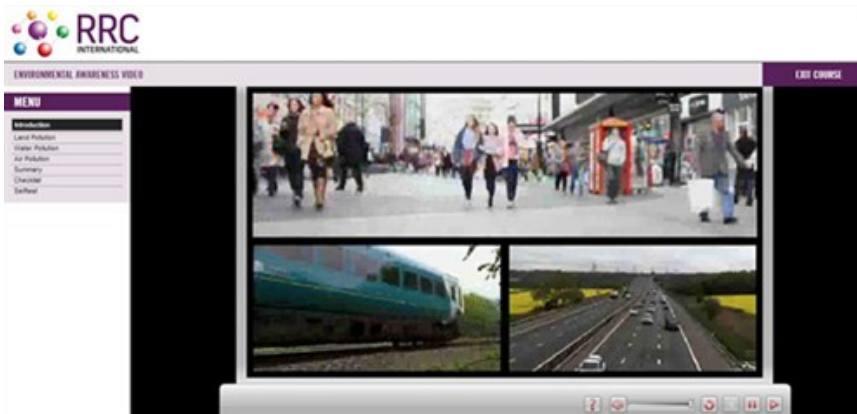 RRC
INTERNATIONAL
ENVIRONMENTAL AWARENESS VIDEO
EXIT COURSE
MENU
Introduction
Land Pollution
Water Pollution
Air Pollution
Summary
Checklist
Selftest
?